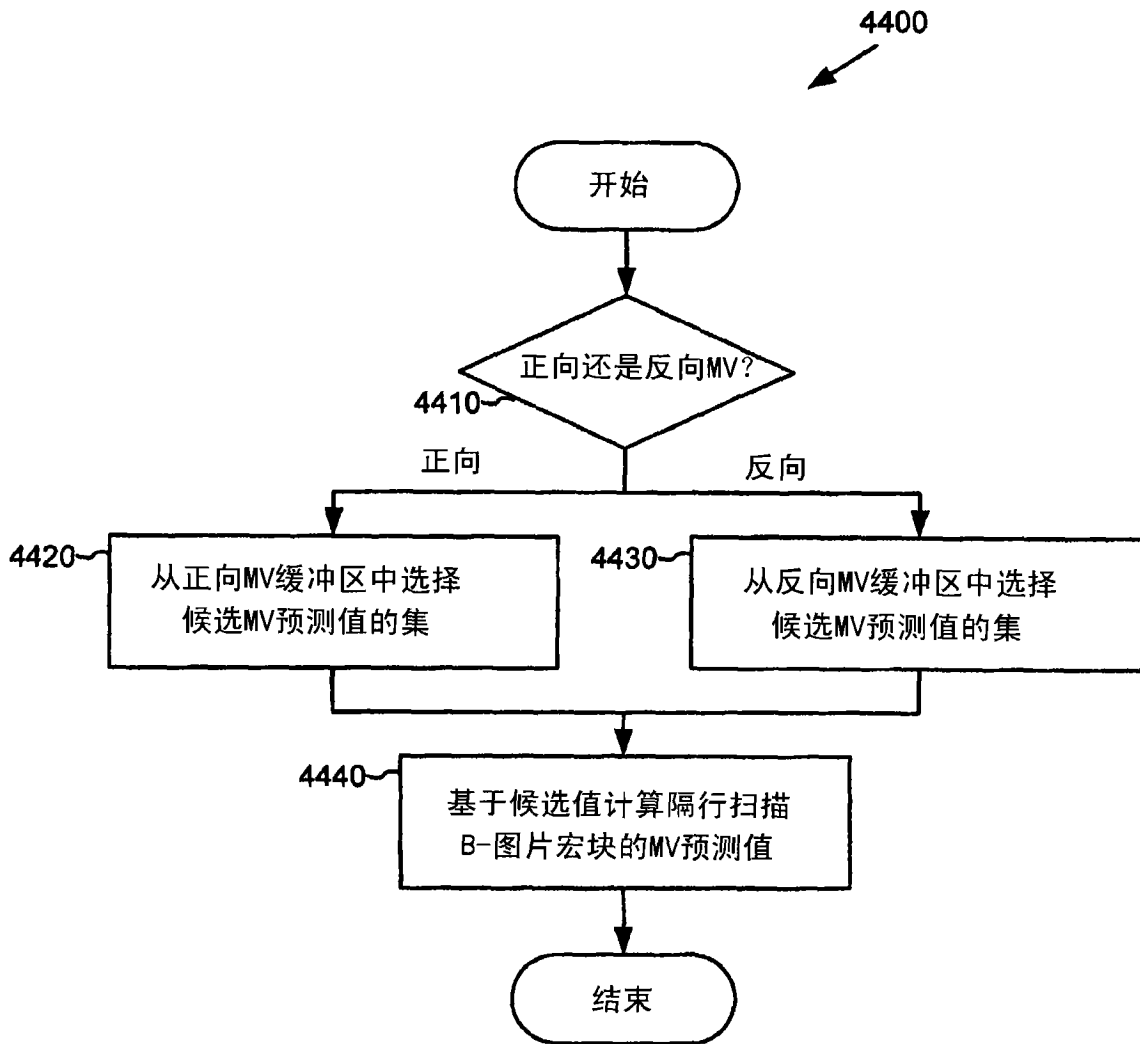 4400
开始
正向还是反向MV?
4410
正向
反向
4420
从正向MV缓冲区中选择
候选MV预测值的集
4430
从反向MV缓冲区中选择
候选MV预测值的集
4440
基于候选值计算隔行扫描
B-图片宏块的MV预测值
结束